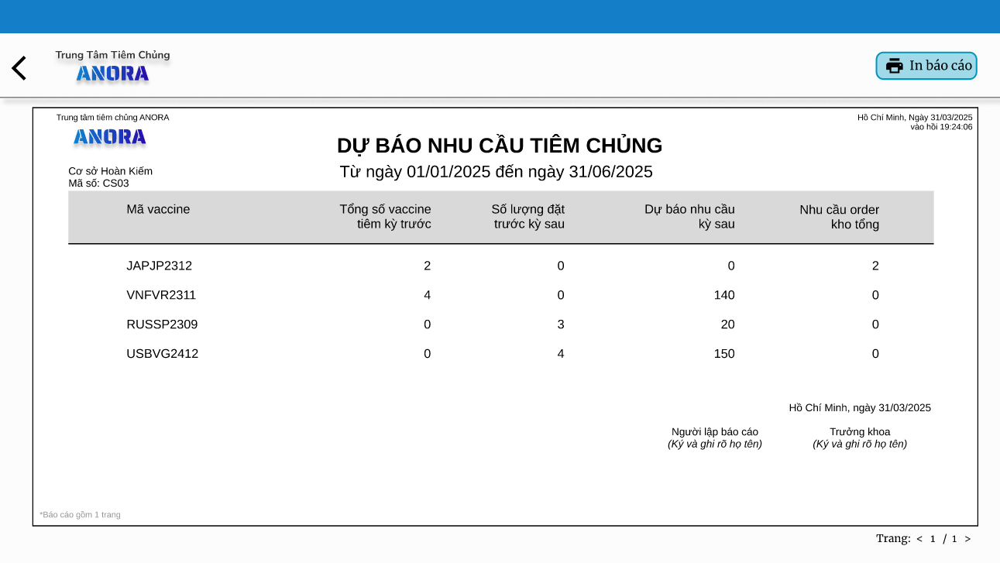 Trung Tâm Tiêm Chủng
ANORA
In báo cáo
Trung tâm tiêm chủng ANORA
ANORA
Hồ Chí Minh, Ngày 31/03/2025
vào hồi 19:24:06
DỰ BÁO NHU CẦU TIÊM CHỦNG
Từ ngày 01/01/2025 đến ngày 31/06/2025
Cơ sở Hoàn Kiếm
Mã số: CS03
Mã vaccine Tổng số vaccine Số lượng đặt Dự báo nhu cầu Nhu cầu order
tiêm kỳ trước trước kỳ sau kỳ sau kho tổng
JAPJP2312 2 0 0 2
VNFVR2311 4 0 140 0
RUSSP2309 0 3 20 0
USBVG2412 0 4 150 0
Hồ Chí Minh, ngày 31/03/2025
Người lập báo cáo Trưởng khoa
(Ký và ghi rõ họ tên) (Ký và ghi rõ họ tên)
*Báo cáo gồm 1 trang
Trang: < 1 / 1 >